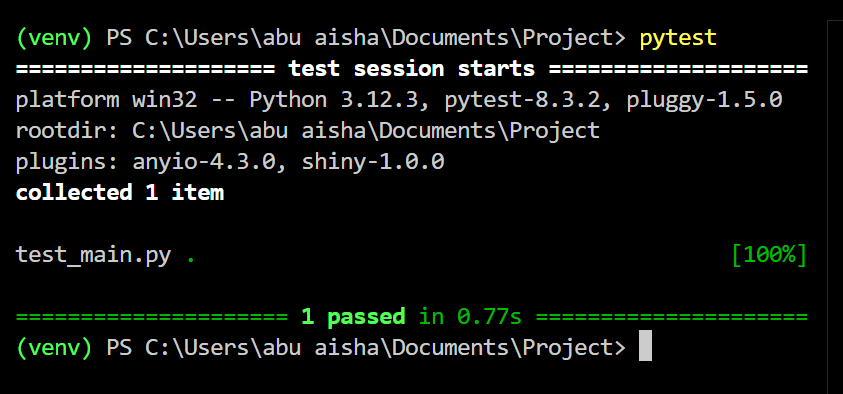 (venv) PS C:\Users\abu aisha\Documents\Project> pytest
==================== test session starts ====================
platform win32 -- Python 3.12.3, pytest-8.3.2, pluggy-1.5.0
rootdir: C:\Users\abu aisha\Documents\Project
plugins: anyio-4.3.0, shiny-1.0.0
collected 1 item
test_main.py . [100%]
===================== 1 passed in 0.77s =====================
(venv) PS C:\Users\abu aisha\Documents\Project>